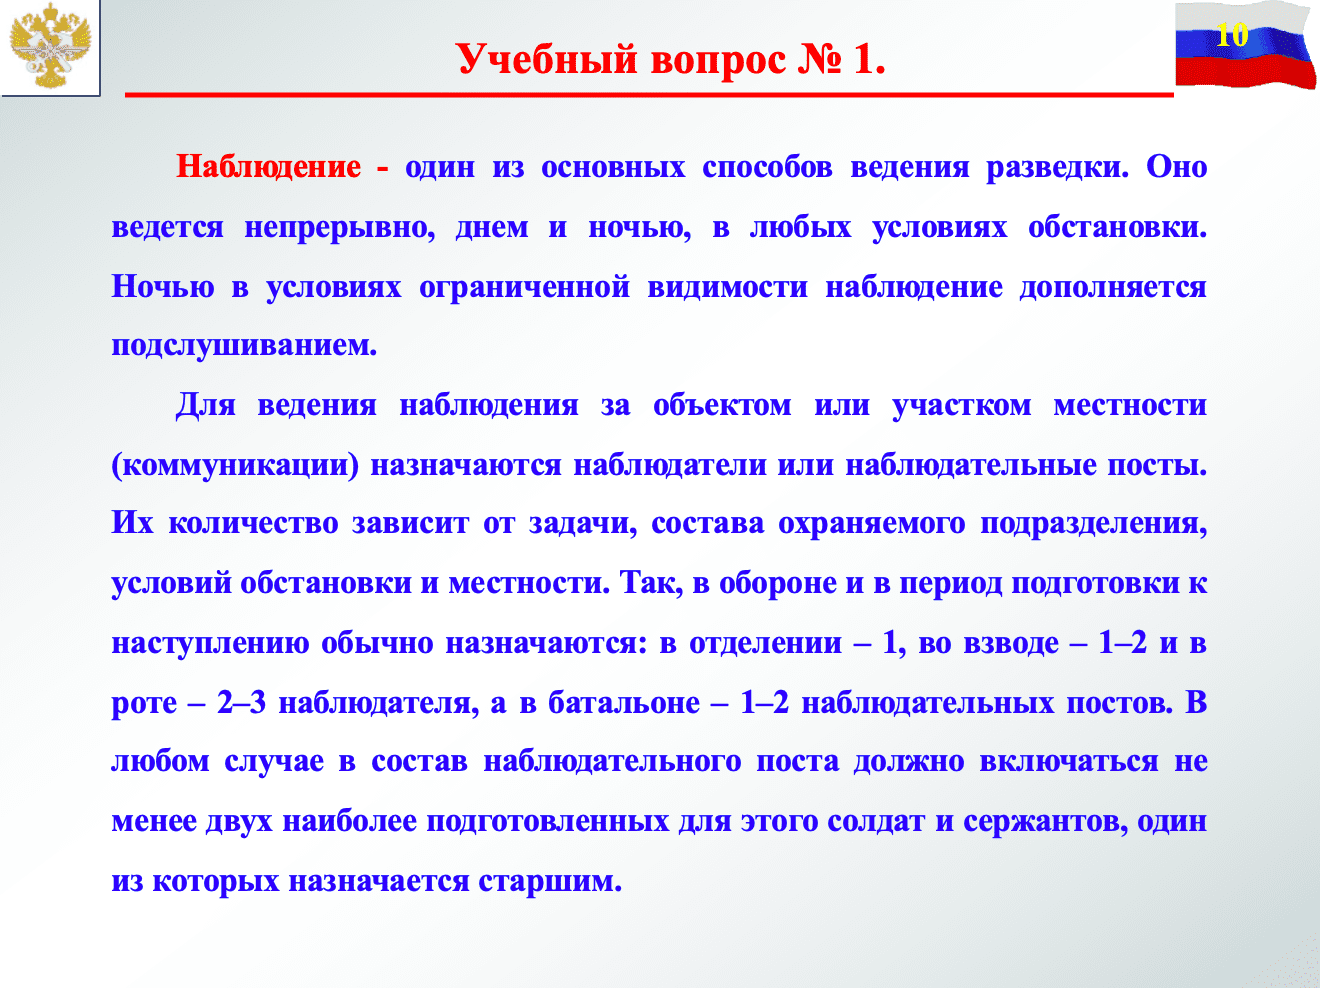 10
Учебный вопрос № 1.
Наблюдение - один из основных способов ведения разведки. Оно
ведется непрерывно, днем и ночью, в любых условиях обстановки.
Ночью в условиях ограниченной видимости наблюдение дополняется
подслушиванием.
Для ведения наблюдения за объектом или участком местности
(коммуникации) назначаются наблюдатели или наблюдательные посты.
Их количество зависит от задачи, состава охраняемого подразделения,
условий обстановки и местности. Так, в обороне и в период подготовки к
наступлению обычно назначаются: в отделении – 1, во взводе – 1–2 и в
роте – 2–3 наблюдателя, а в батальоне – 1–2 наблюдательных постов. В
любом случае в состав наблюдательного поста должно включаться не
менее двух наиболее подготовленных для этого солдат и сержантов, один
из которых назначается старшим.